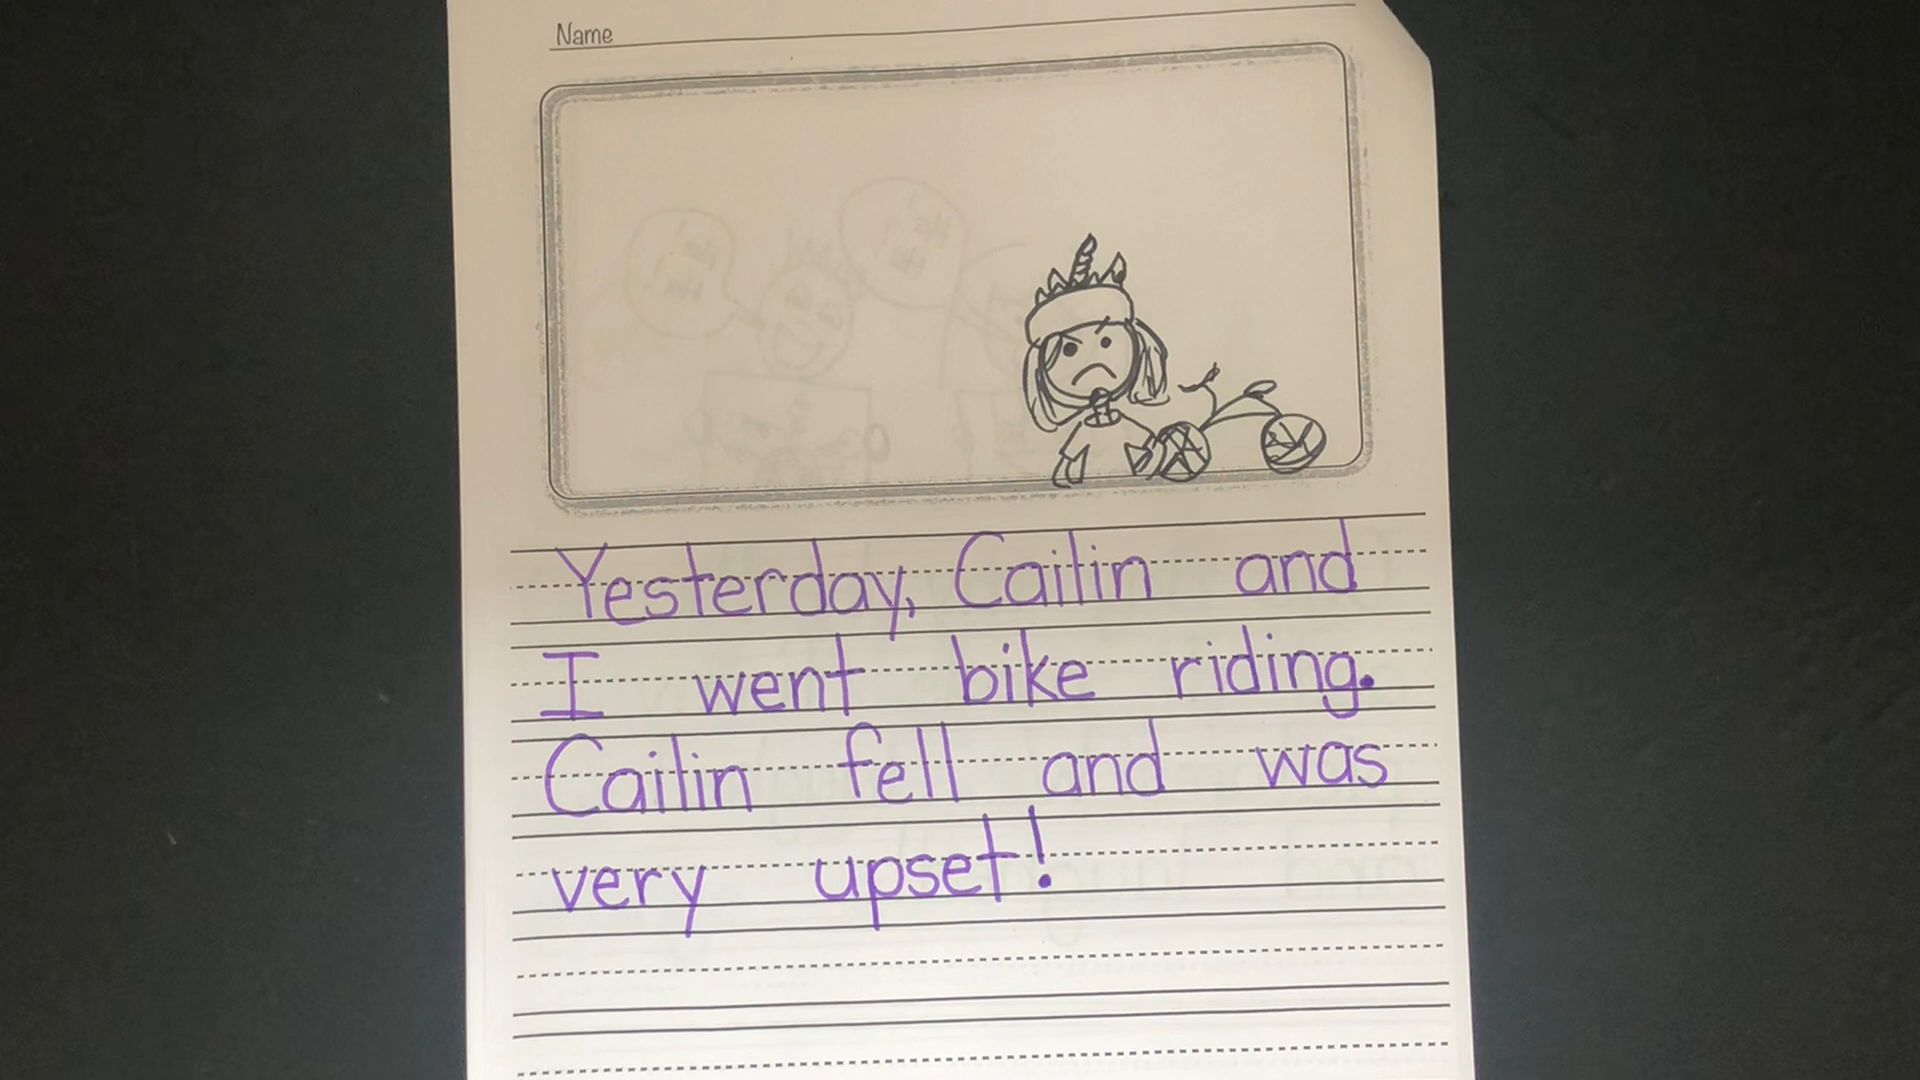 Name
Yesterday, Cailin and
I went bike riding.
Cailin fell and was
very upset!